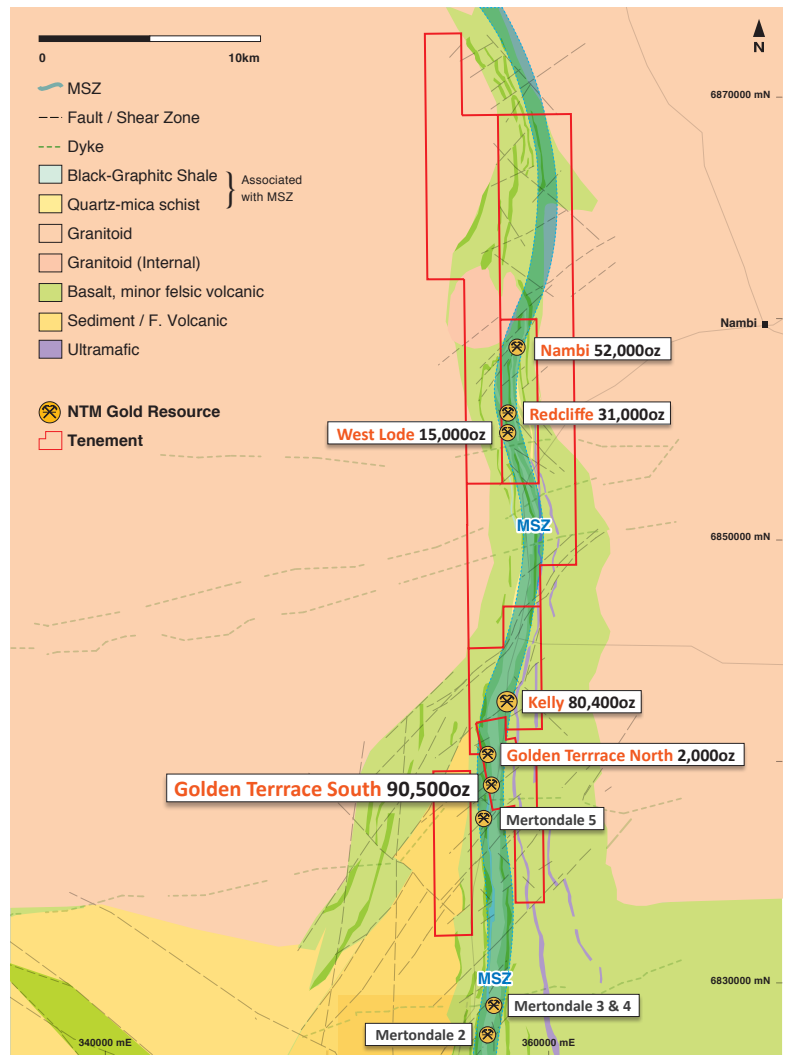 0 10km
N
6870000 mN
MSZ
Fault / Shear Zone
Dyke
Black-Graphitc Shale
Quartz-mica schist
} Associated
with MSZ
Granitoid
Granitoid (Internal)
Basalt, minor felsic volcanic
Sediment / F. Volcanic
Ultramafic
NTM Gold Resource
Tenement
Nambi
Nambi 52,000oz
Redcliffe 31,000oz
West Lode 15,000oz
MSZ
6850000 mN
Kelly 80,400oz
Golden Terrrace North 2,000oz
Golden Terrrace South 90,500oz
Mertondale 5
MSZ
6830000 mN
Mertondale 3 & 4
Mertondale 2
340000 mE 360000 mE